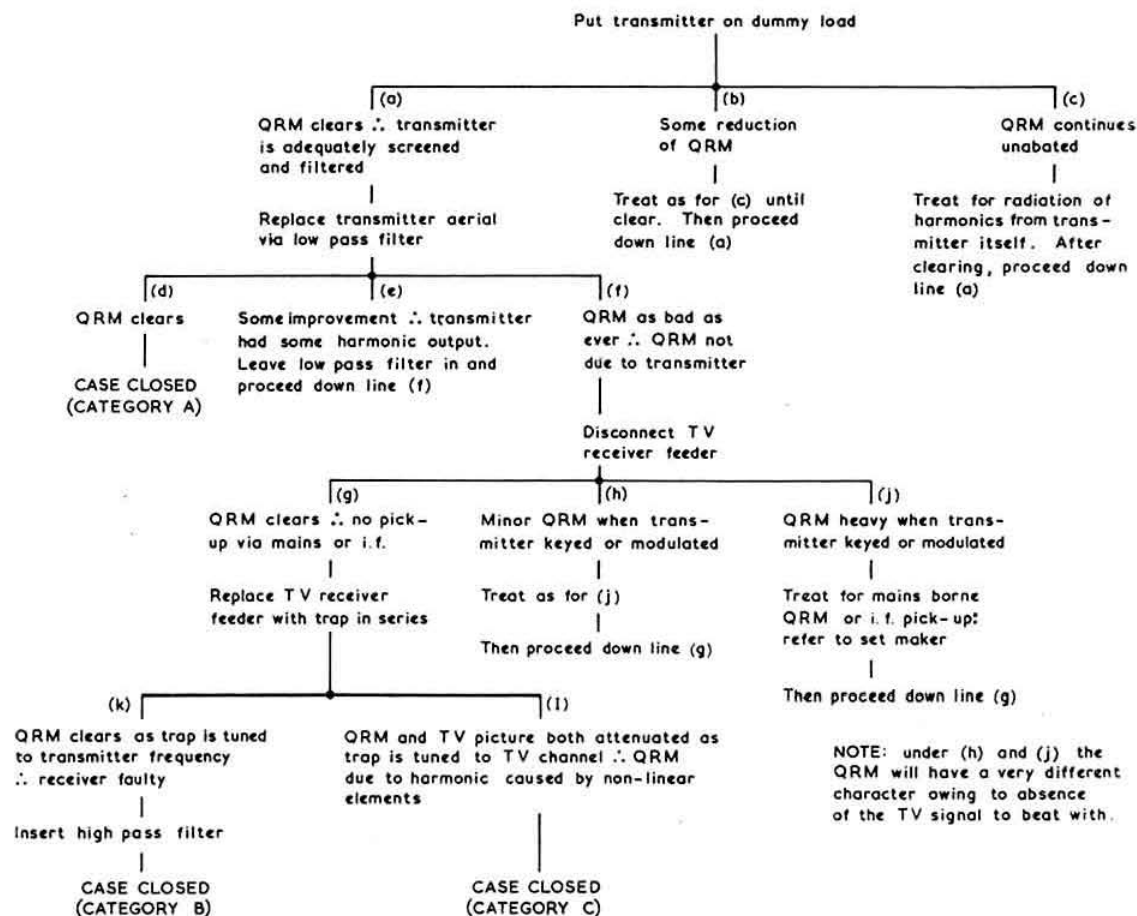 Put transmitter on dummy load
(a)
QRM clears ∴ transmitter
is adequately screened
and filtered
Replace transmitter aerial
via low pass filter
(b)
Some reduction
of QRM
Treat as for (c) until
clear. Then proceed
down line (a)
(c)
QRM continues
unabated
Treat for radiation of
harmonics from trans-
mitter itself. After
clearing, proceed down
line (a)
(d)
QRM clears
CASE CLOSED
(CATEGORY A)
(e)
Some improvement ∴ transmitter
had some harmonic output.
Leave low pass filter in and
proceed down line (f)
(f)
QRM as bad as
ever ∴ QRM not
due to transmitter
Disconnect TV
receiver feeder
(g)
QRM clears ∴ no pick-
up via mains or i.f.
Replace TV receiver
feeder with trap in series
(h)
Minor QRM when trans-
mitter keyed or modulated
Treat as for (j)
Then proceed down line (g)
(j)
QRM heavy when trans-
mitter keyed or modulated
Treat for mains borne
QRM or i.f. pick-up:
refer to set maker
Then proceed down line (g)
(k)
QRM clears as trap is tuned
to transmitter frequency
∴ receiver faulty
Insert high pass filter
CASE CLOSED
(CATEGORY B)
(l)
QRM and TV picture both attenuated as
trap is tuned to TV channel ∴ QRM
due to harmonic caused by non-linear
elements
CASE CLOSED
(CATEGORY C)
NOTE: under (h) and (j) the
QRM will have a very different
character owing to absence
of the TV signal to beat with.